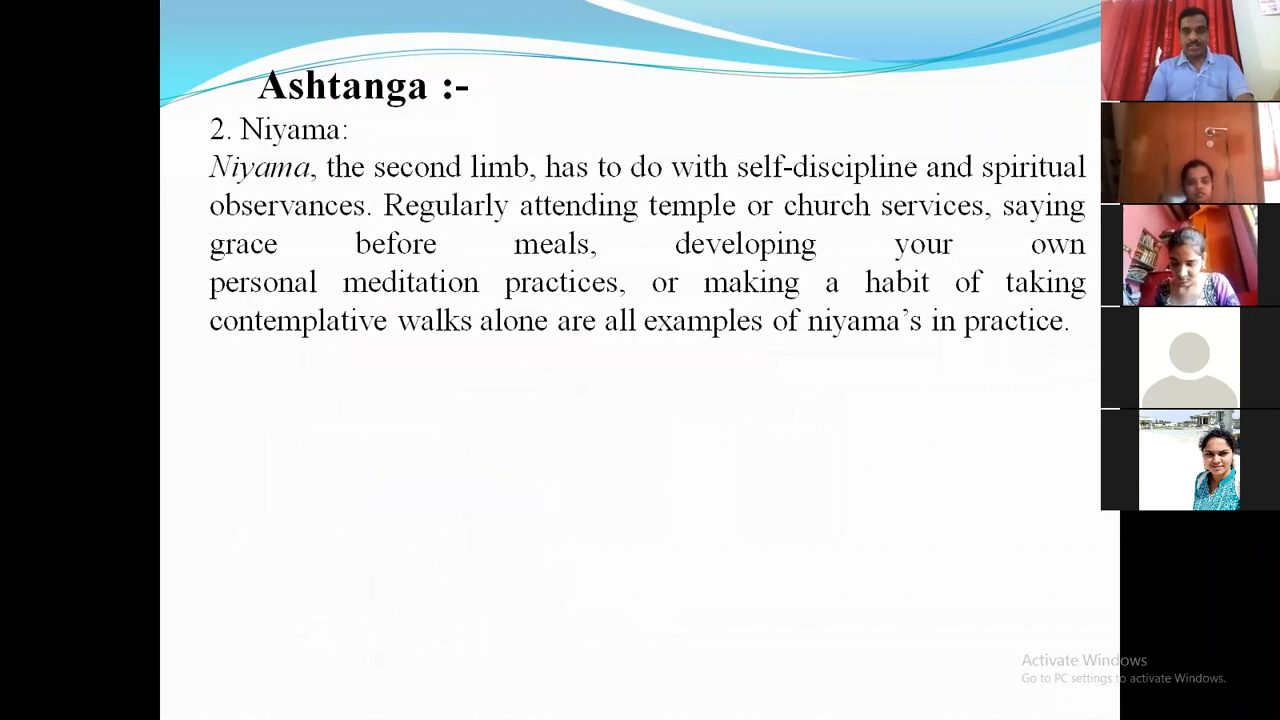 Ashtanga :-
2. Niyama:
Niyama, the second limb, has to do with self-discipline and spiritual
observances. Regularly attending temple or church services, saying
grace before meals, developing your own
personal meditation practices, or making a habit of taking
contemplative walks alone are all examples of niyama’s in practice.
Activate Windows
Go to PC settings to activate Windows.